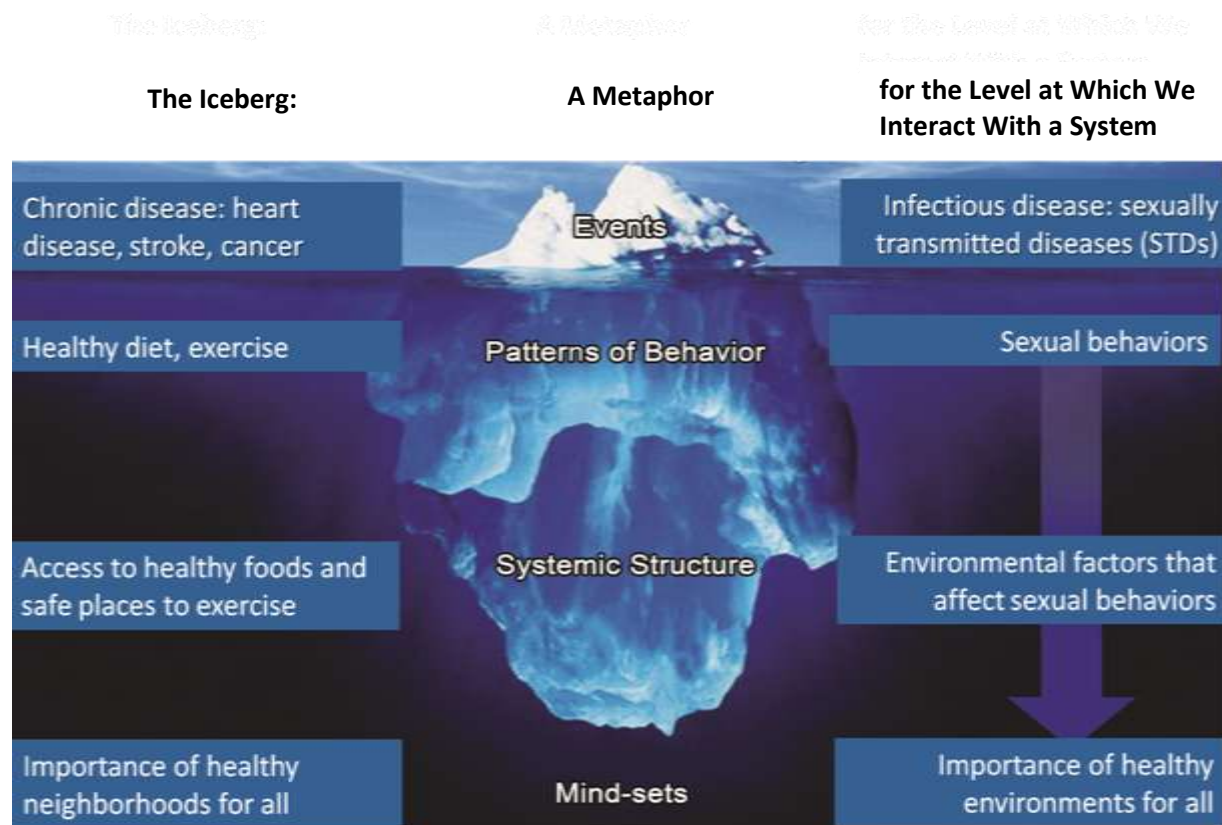 The Iceberg:
A Metaphor
for the Level at Which We
Interact With a System
Chronic disease: heart
disease, stroke, cancer
Events
Infectious disease: sexually
transmitted diseases (STDs)
Healthy diet, exercise
Patterns of Behavior
Sexual behaviors
Access to healthy foods and
safe places to exercise
Systemic Structure
Environmental factors that
affect sexual behaviors
Importance of healthy
neighborhoods for all
Mind-sets
Importance of healthy
environments for all